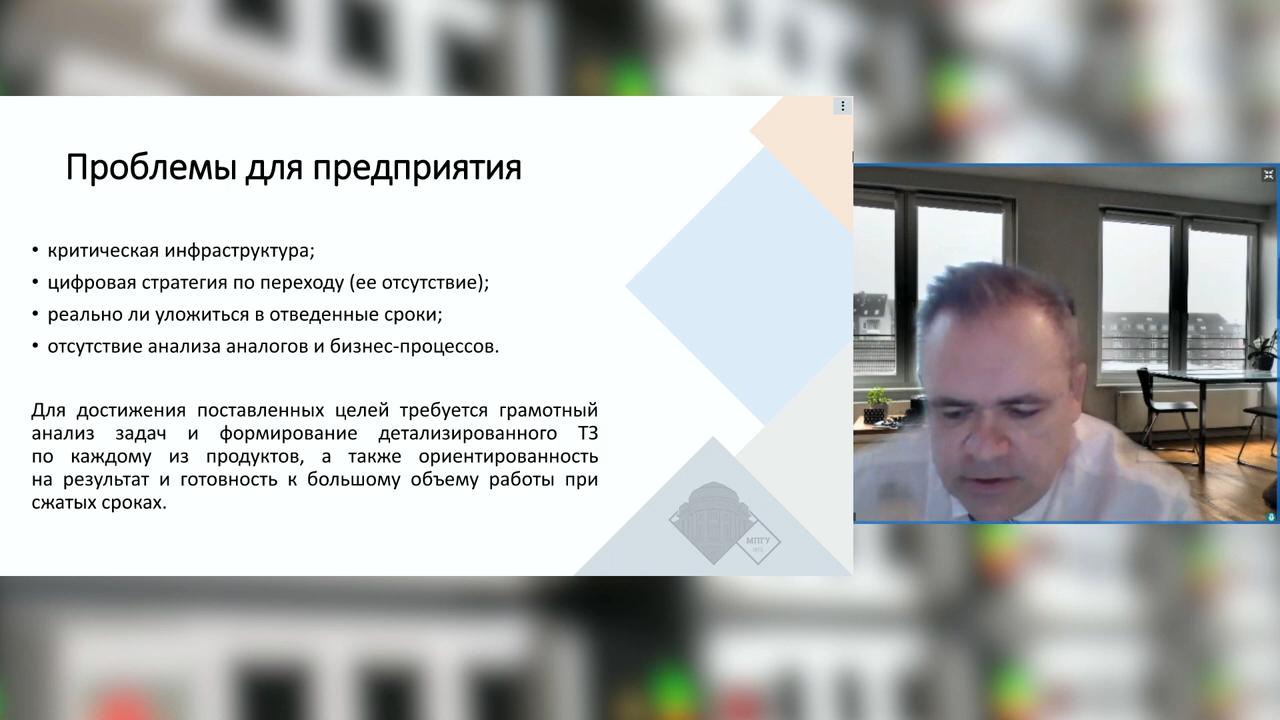 Проблемы для предприятия
• критическая инфраструктура;
• цифровая стратегия по переходу (ее отсутствие);
• реально ли уложиться в отведенные сроки;
• отсутствие анализа аналогов и бизнес-процессов.
Для достижения поставленных целей требуется грамотный
анализ задач и формирование детализированного ТЗ
по каждому из продуктов, а также ориентированность
на результат и готовность к большому объему работы при
сжатых сроках.
МПГУ